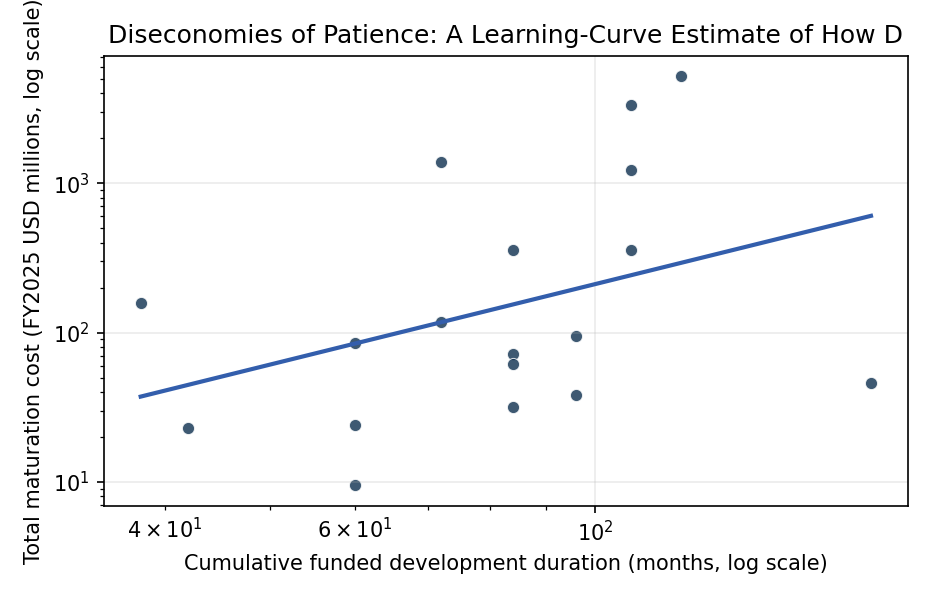 Diseconomies of Patience: A Learning-Curve Estimate of How D
Total maturation cost (FY2025 USD millions, log scale)
10³
10²
10¹
4 × 10¹
6 × 10¹
10²
Cumulative funded development duration (months, log scale)